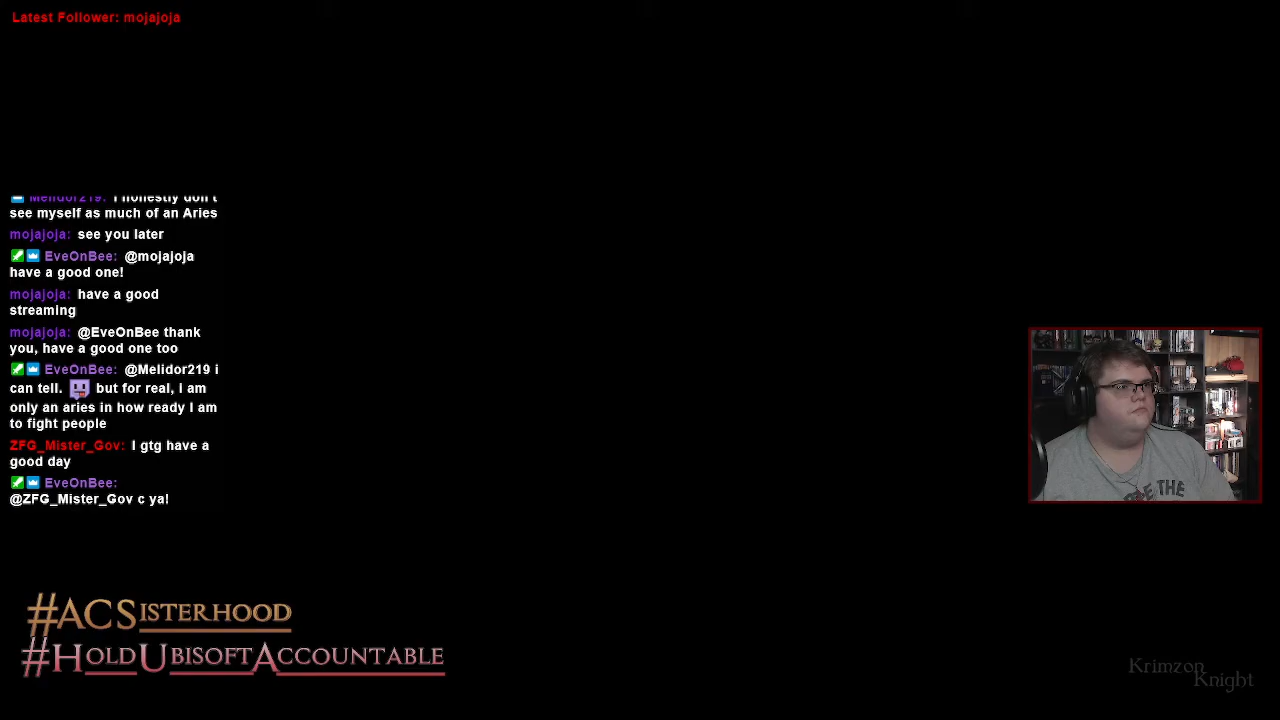 Latest Follower: mojajoja
Melidor219: I honestly don't
see myself as much of an Aries
mojajoja: see you later
EveOnBee: @mojajoja
have a good one!
mojajoja: have a good
streaming
mojajoja: @EveOnBee thank
you, have a good one too
EveOnBee: @Melidor219 i
can tell. but for real, I am
only an aries in how ready I am
to fight people
ZFG_Mister_Gov: I gtg have a
good day
EveOnBee:
@ZFG_Mister_Gov c ya!
THE
#ACSISTERHOOD
#HOLDUBISOFTACCOUNTABLE
Krimzon
Knight